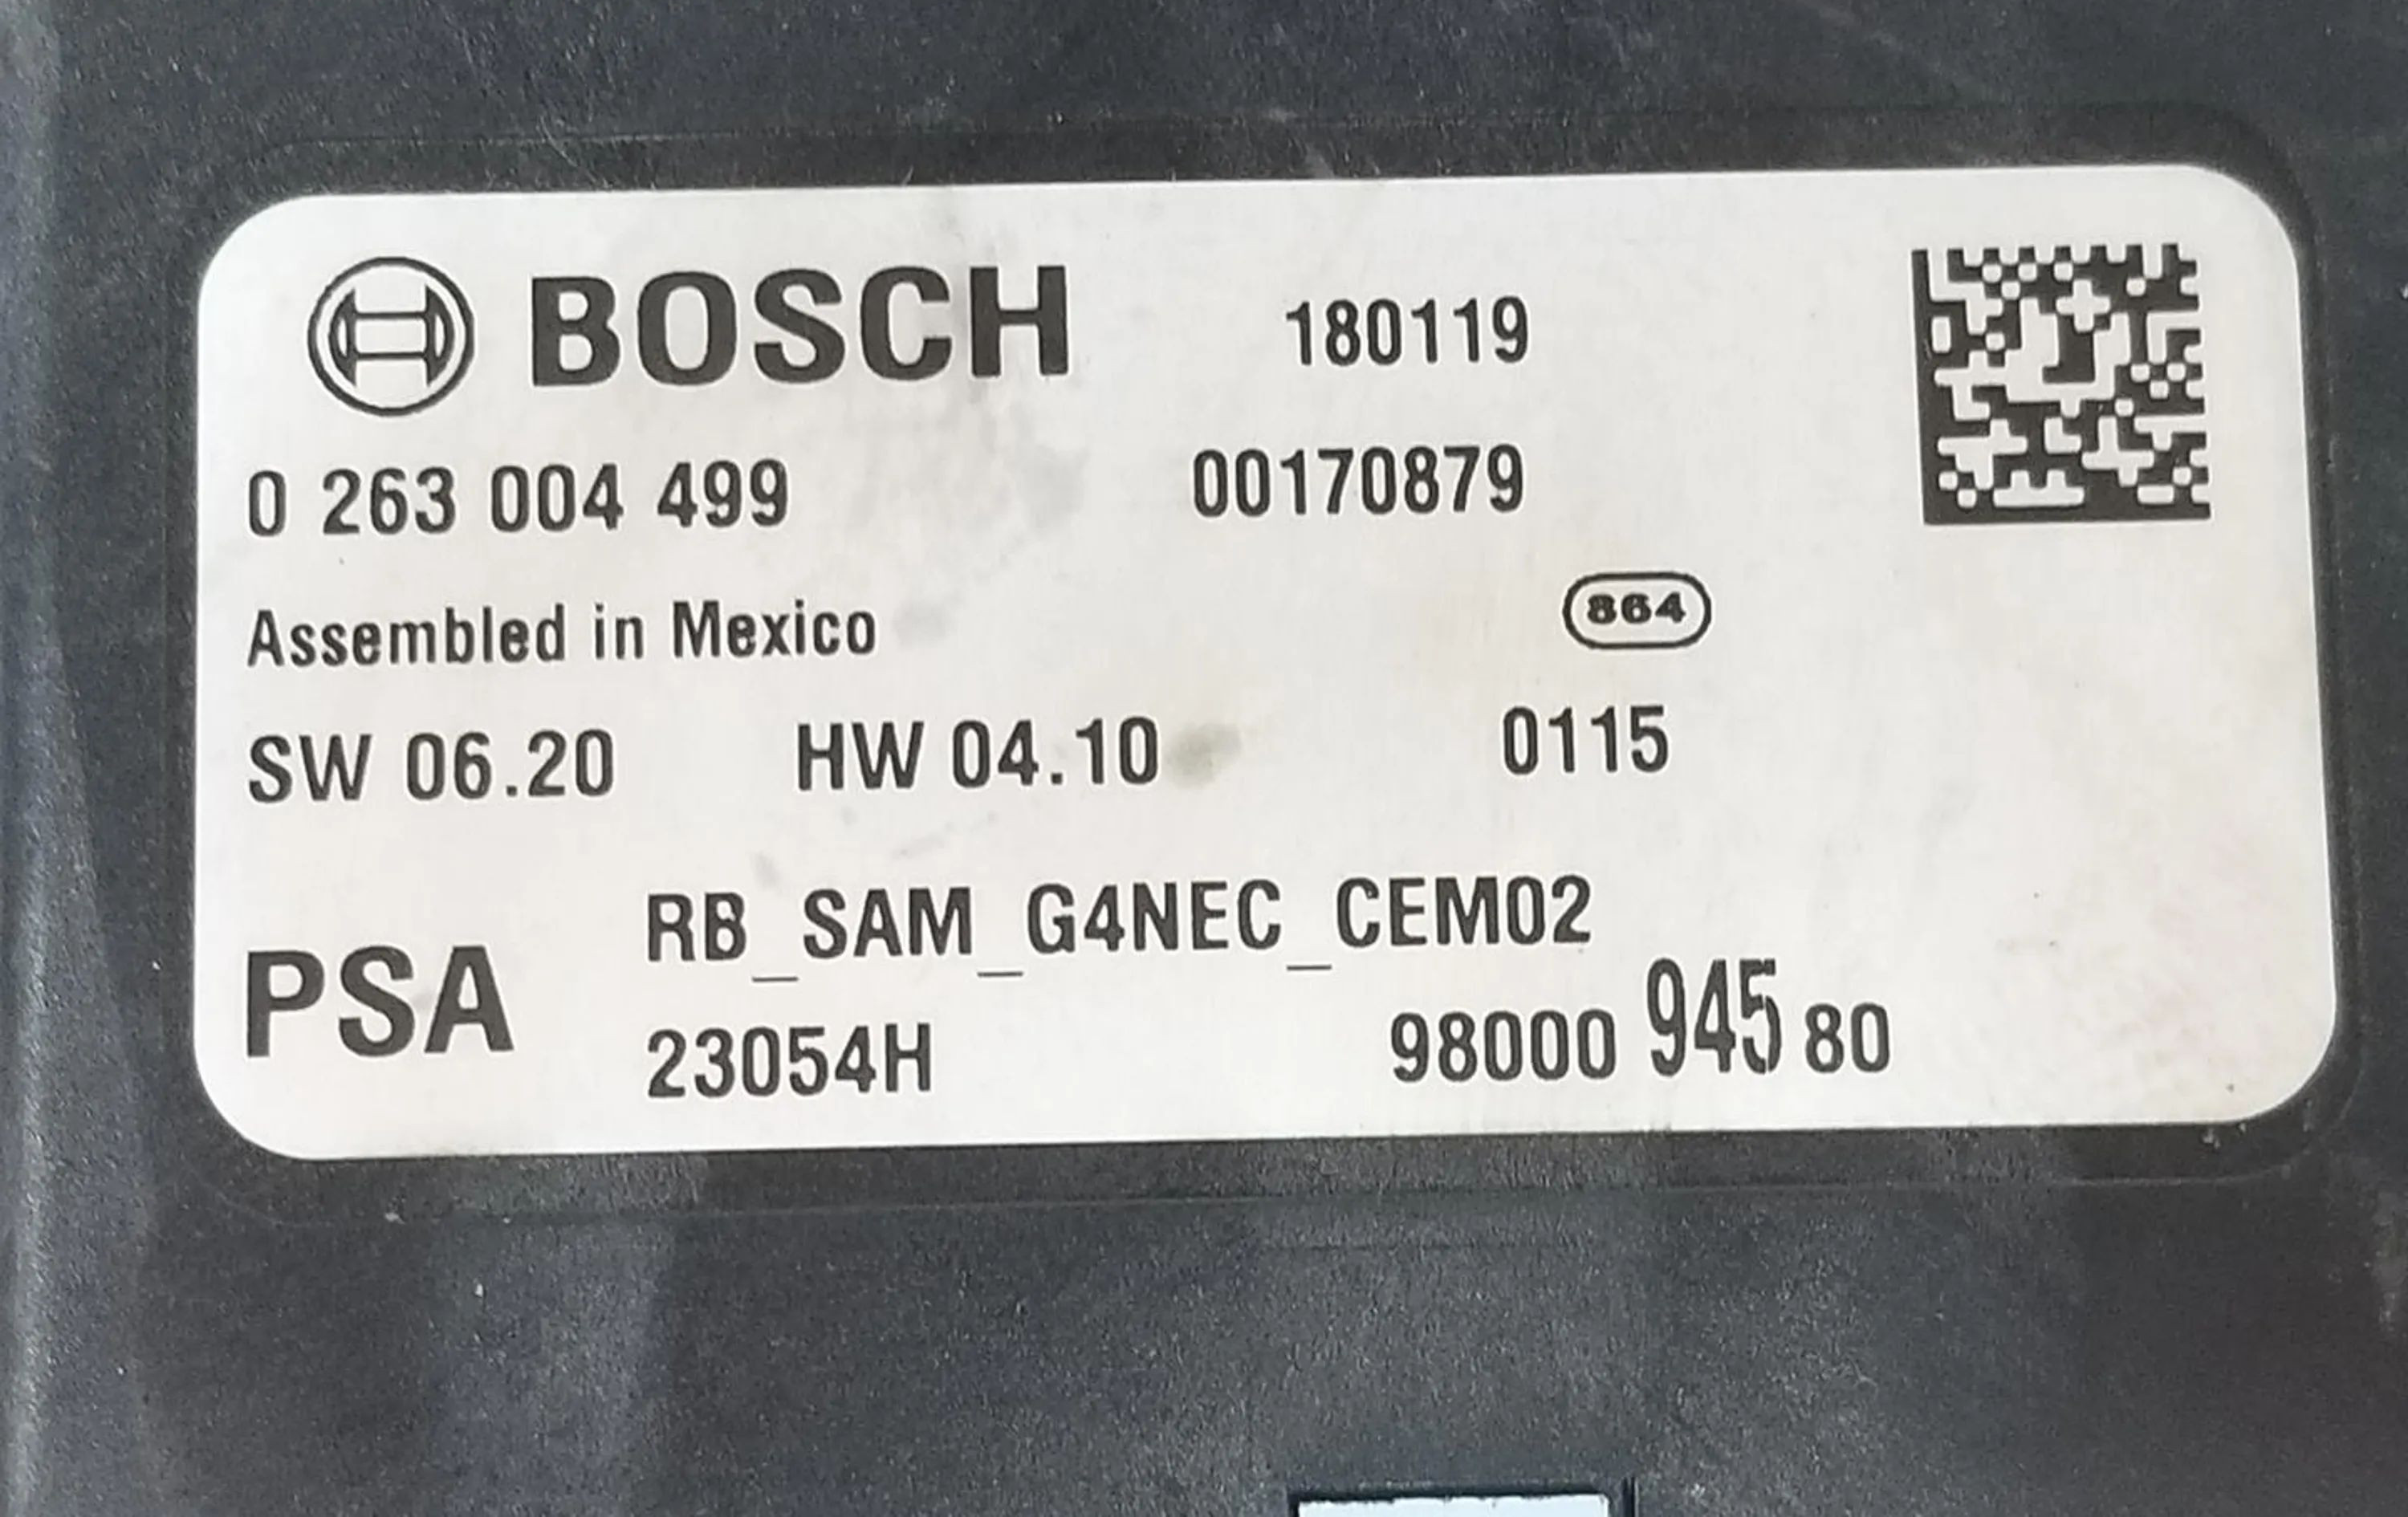 BOSCH 180119
0 263 004 499 00170879
Assembled in Mexico 864
SW 06.20 HW 04.10 0115
RB_SAM_G4NEC_CEM02
PSA
23054H 98000 945 80